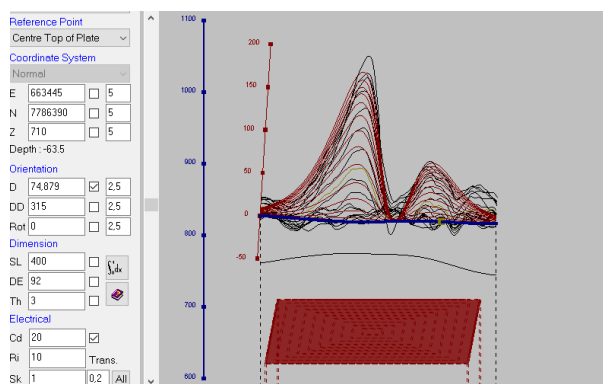 Reference Point
Centre Top of Plate
Coordinate System
Normal
E 663445 5
N 7786390 5
Z 710 5
Depth : -63.5
Orientation
D 74,879 2,5
DD 315 2,5
Rot 0 2,5
Dimension
SL 400
DE 92
Th 3
Electrical
Cd 20
Ri 10 Trans.
Sk 1 0,2 All
1100
1000
900
800
700
600
200
150
100
50
0
-50